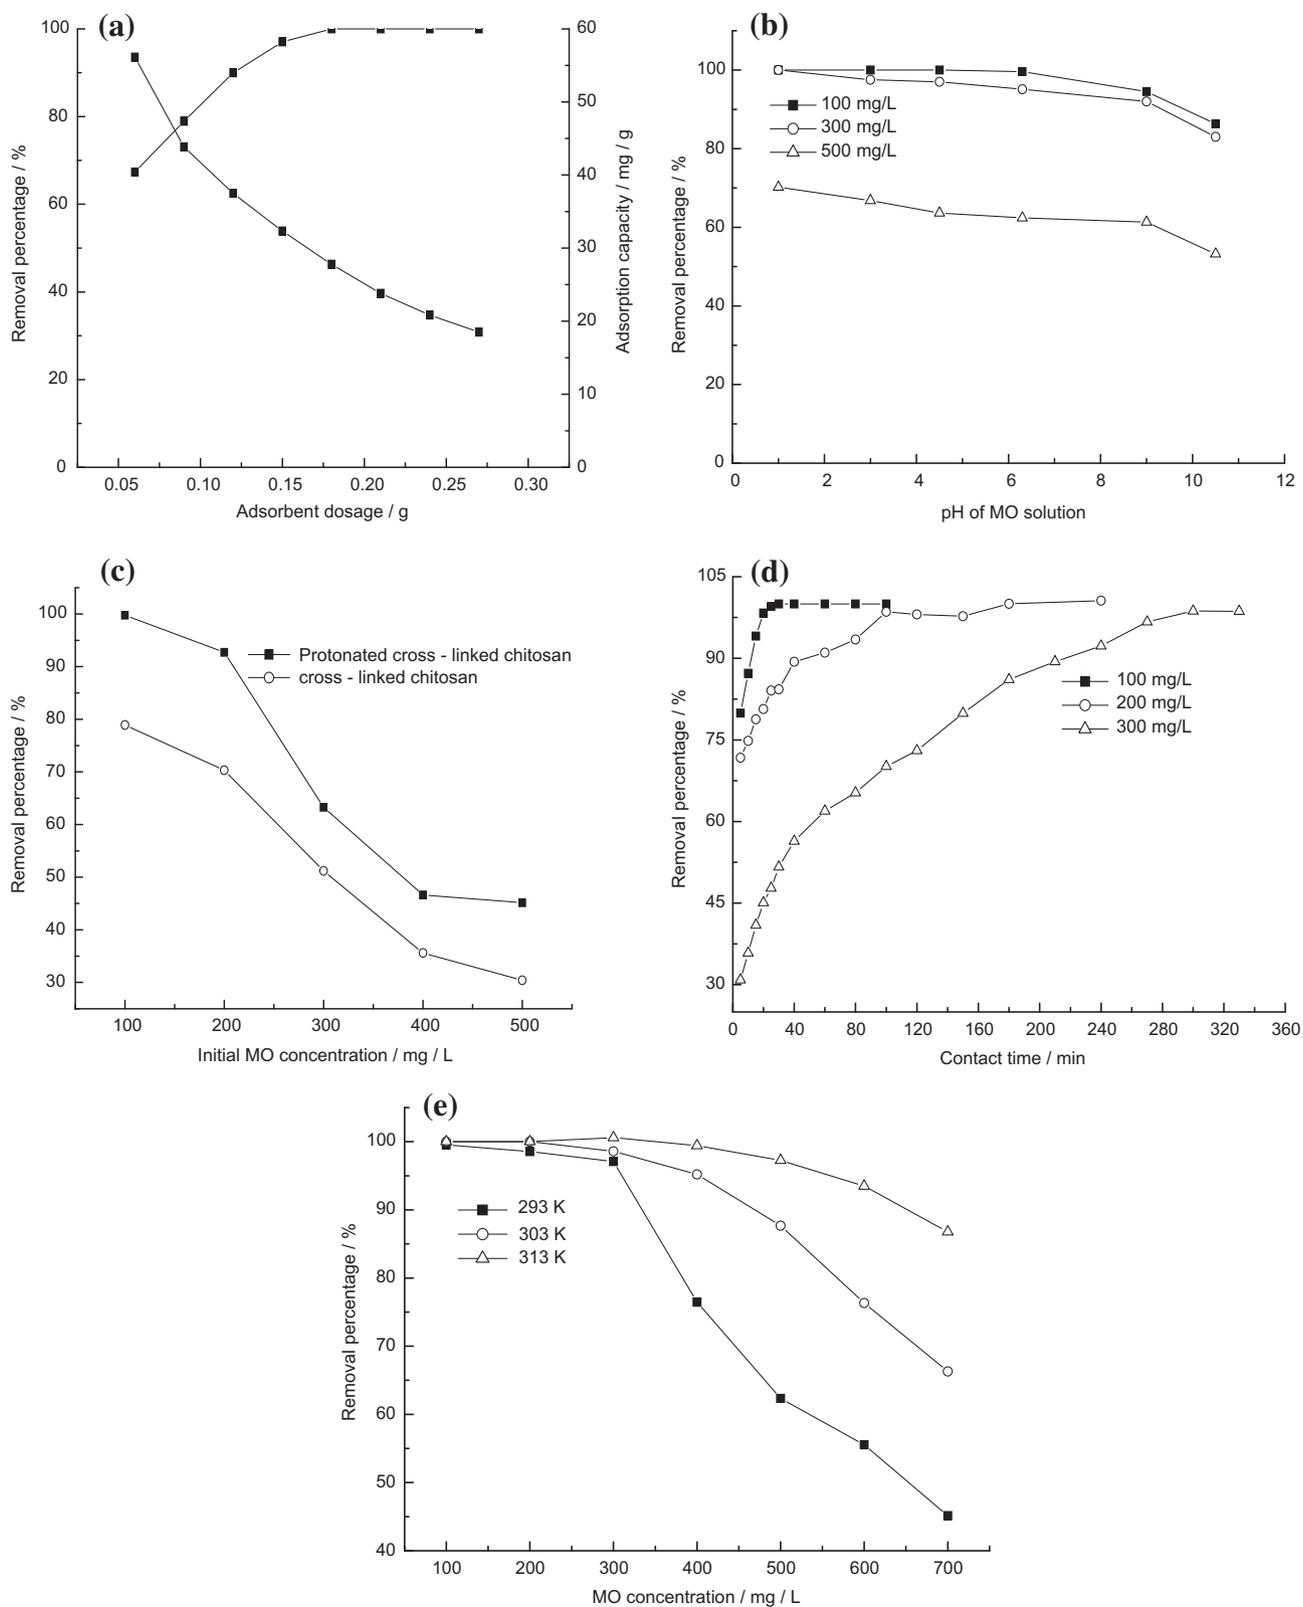 (a)
100
80
60
40
20
0
Removal percentage / %
60
50
40
30
20
10
0
Adsorption capacity / mg / g
0.05 0.10 0.15 0.20 0.25 0.30
Adsorbent dosage / g
(b)
100
80
60
40
20
0
Removal percentage / %
100 mg/L
300 mg/L
500 mg/L
0 2 4 6 8 10 12
pH of MO solution
(c)
100
90
80
70
60
50
40
30
Removal percentage / %
Protonated cross - linked chitosan
cross - linked chitosan
100 200 300 400 500
Initial MO concentration / mg / L
(d)
105
90
75
60
45
30
Removal percentage / %
100 mg/L
200 mg/L
300 mg/L
0 40 80 120 160 200 240 280 320 360
Contact time / min
(e)
100
90
80
70
60
50
40
Removal percentage / %
293 K
303 K
313 K
100 200 300 400 500 600 700
MO concentration / mg / L